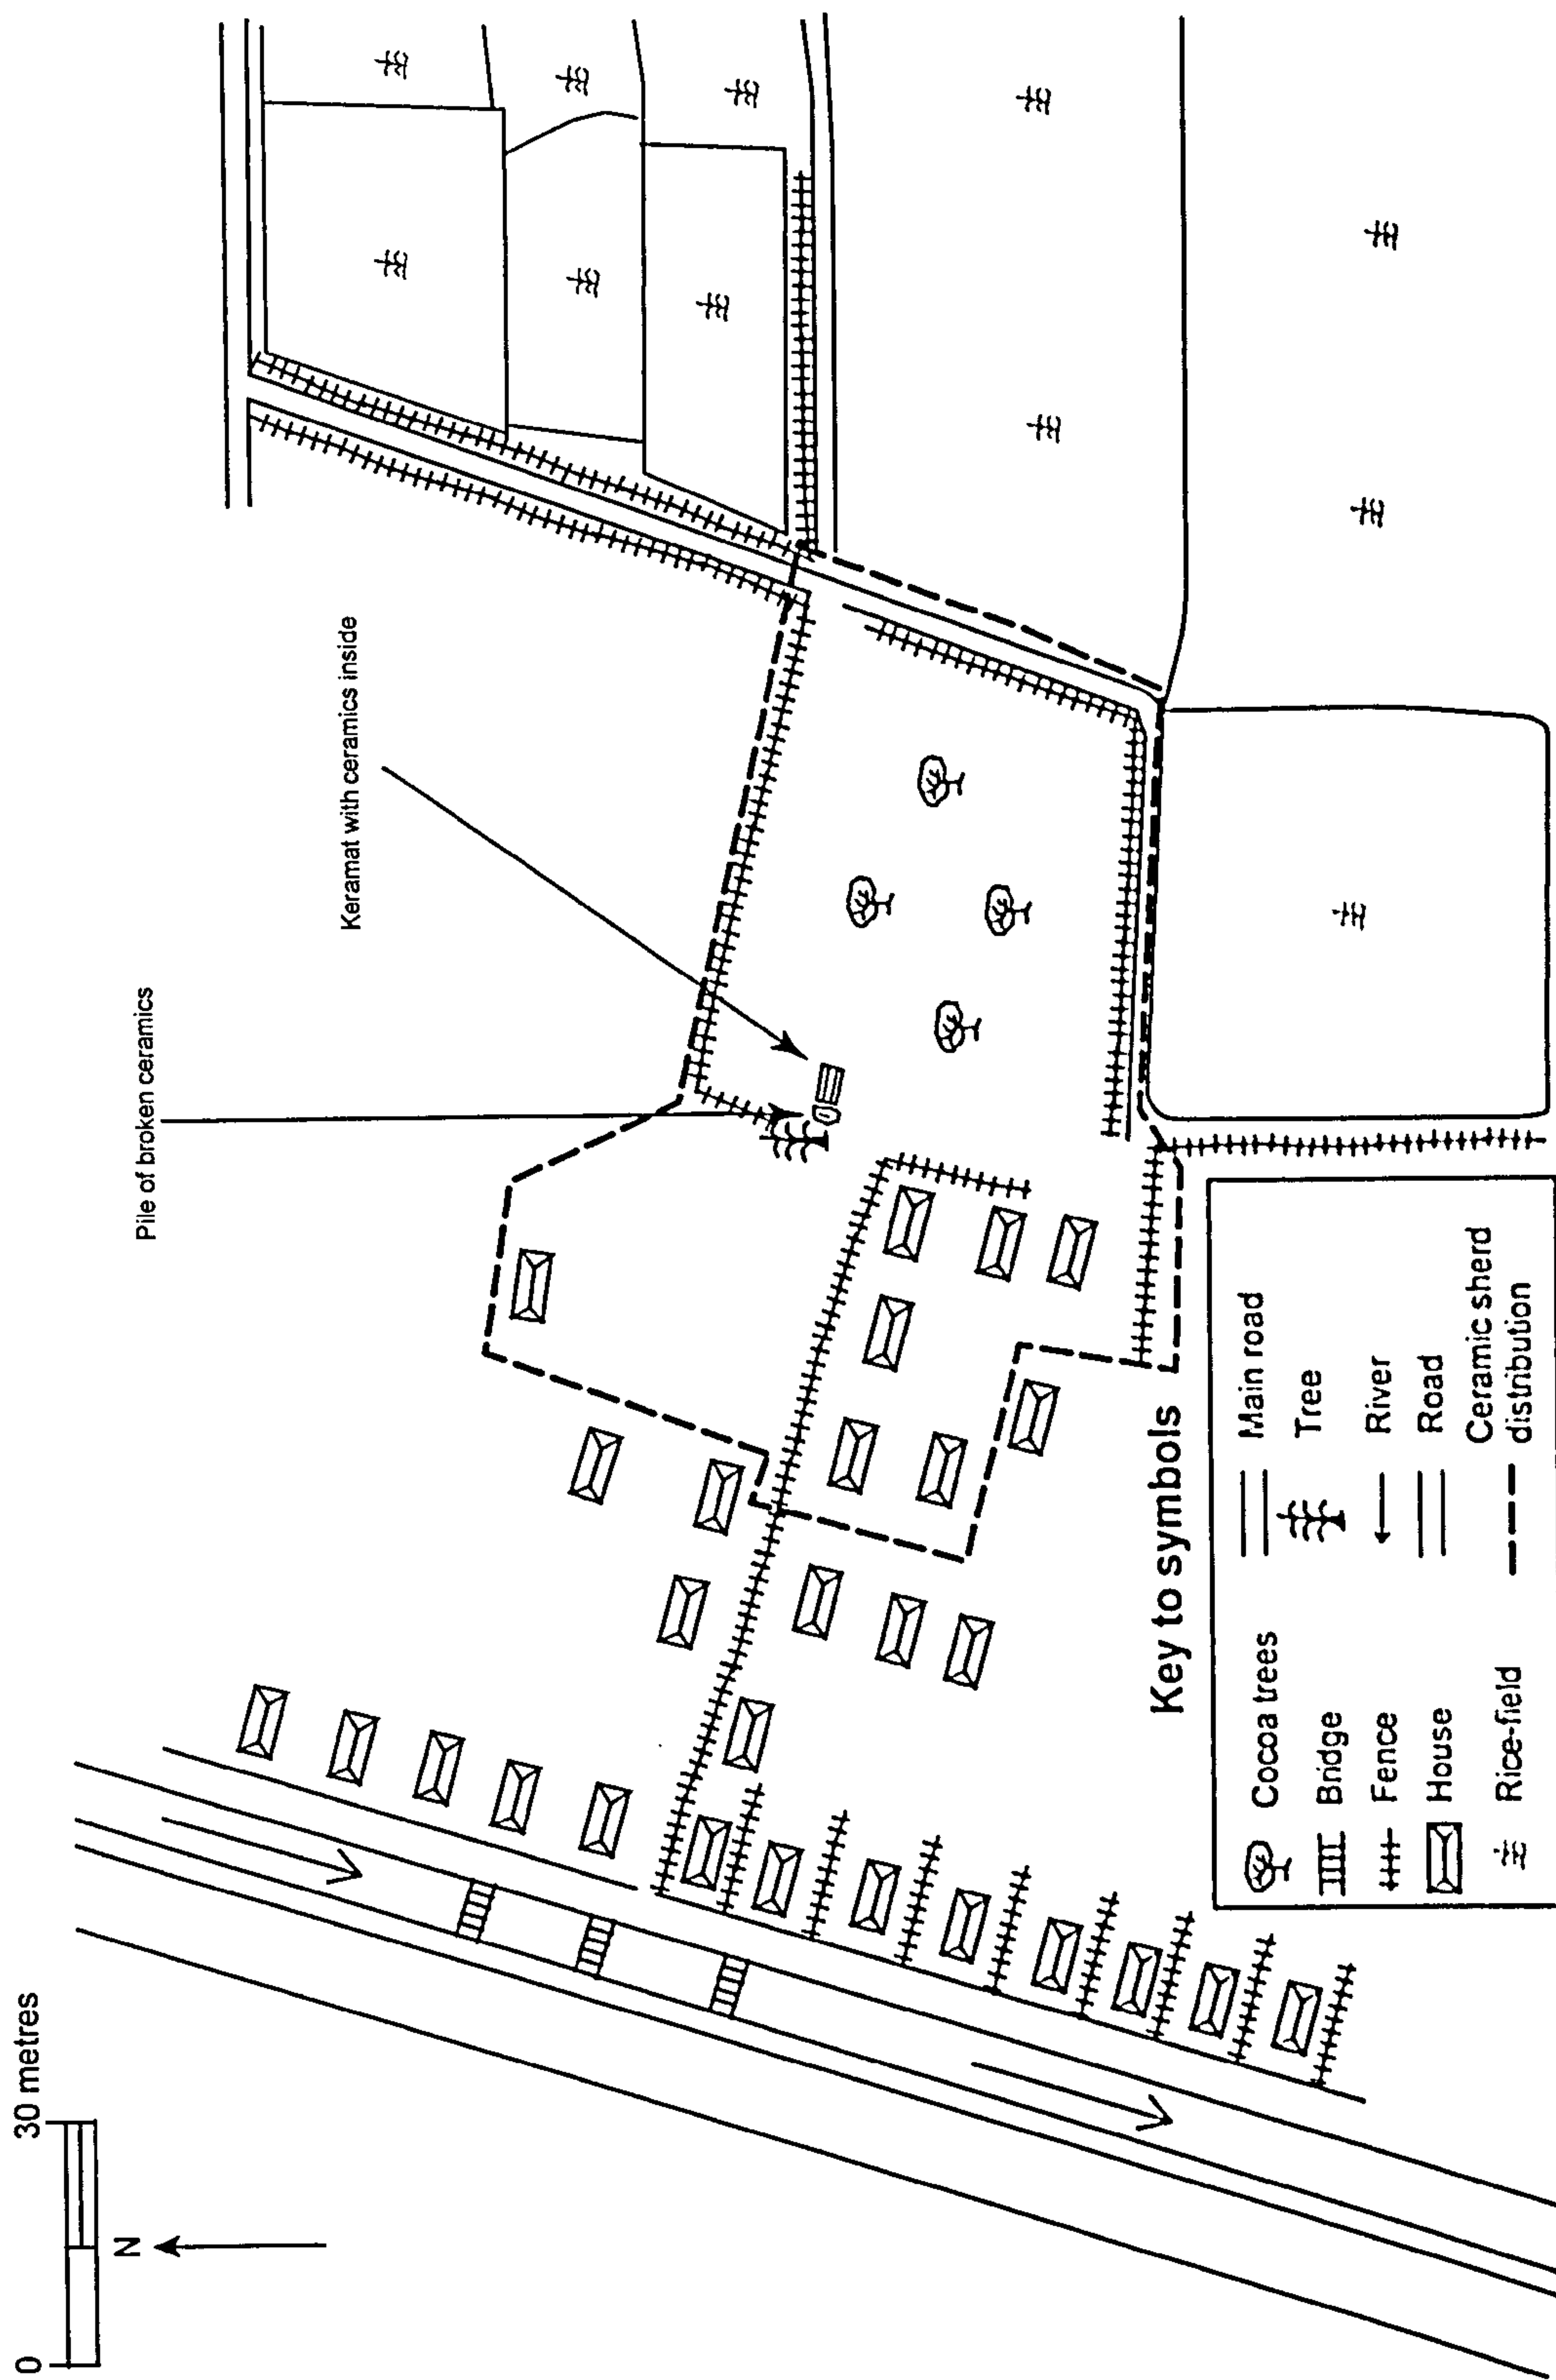 0 30 metres
N
Pile of broken ceramics
Keramat with ceramics inside
Key to symbols
Cocoa trees
Bridge
Fence
House
Rice-field
Main road
Tree
River
Road
Ceramic sherd
distribution